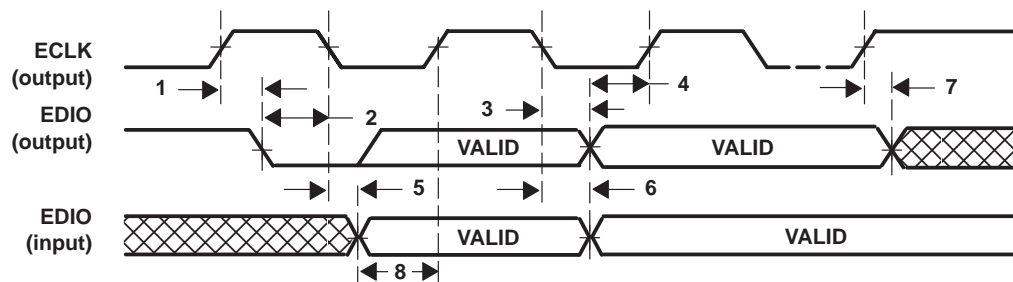 ECLK
(output)
1
4
7
3
EDIO
(output)
2
VALID
VALID
5
6
EDIO
(input)
VALID
VALID
8